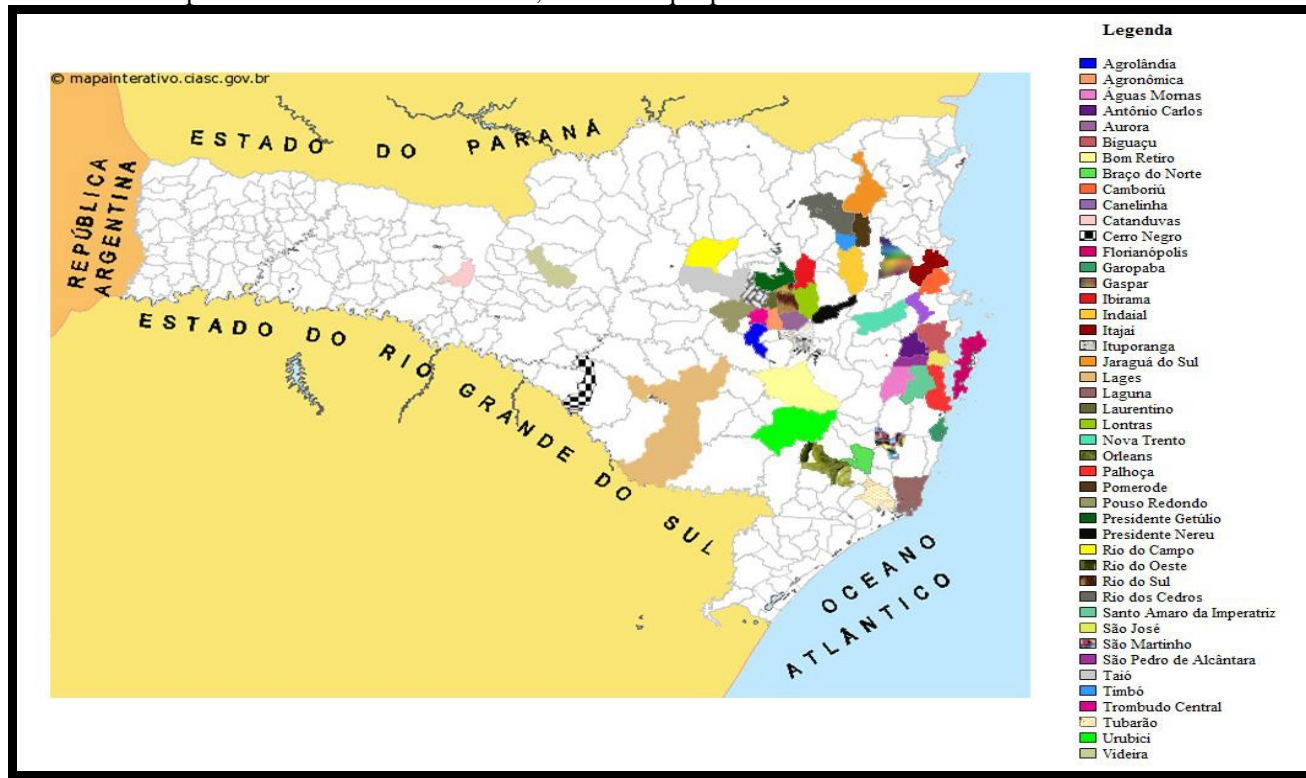 Legenda
© mapainterativo.ciasc.gov.br
ESTADO DO PARANÁ
REPÚBLICA
ARGENTINA
ESTADO DO RIO GRANDE DO SUL
OCEANO
ATLÂNTICO
Agrolândia
Agronômica
Águas Mornas
Antônio Carlos
Aurora
Biguaçu
Bom Retiro
Braço do Norte
Camboriú
Canelinha
Catanduvas
Cerro Negro
Florianópolis
Garopaba
Gaspar
Ibirama
Indaial
Itajaí
Ituporanga
Jaraguá do Sul
Lages
Laguna
Laurentino
Lontras
Nova Trento
Orleans
Palhoça
Pomerode
Pouso Redondo
Presidente Getúlio
Presidente Nereu
Rio do Campo
Rio do Oeste
Rio do Sul
Rio dos Cedros
Santo Amaro da Imperatriz
São José
São Martinho
São Pedro de Alcântara
Taió
Timbó
Trombudo Central
Tubarão
Urubici
Videira